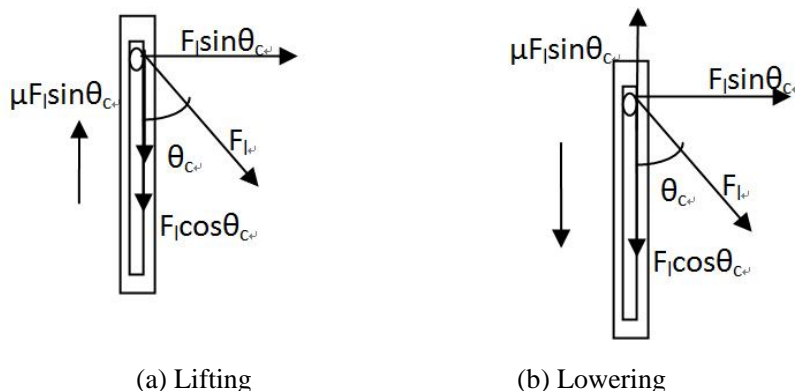 Fₗsinθc↵
μFₗsinθc↵
Fₗ↵
θc↵
Fₗcosθc↵
μFₗsinθc↵
Fₗsinθc↵
Fₗ↵
θc↵
Fₗcosθc↵
(a) Lifting
(b) Lowering